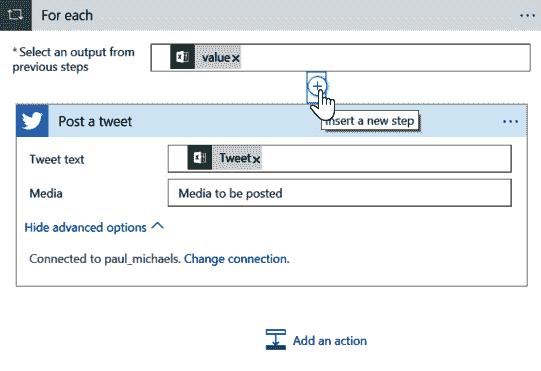 For each
...
*Select an output from
previous steps
value x
+
Insert a new step
Post a tweet
...
Tweet text
Tweet x
Media
Media to be posted
Hide advanced options
Connected to paul_michaels. Change connection.
Add an action